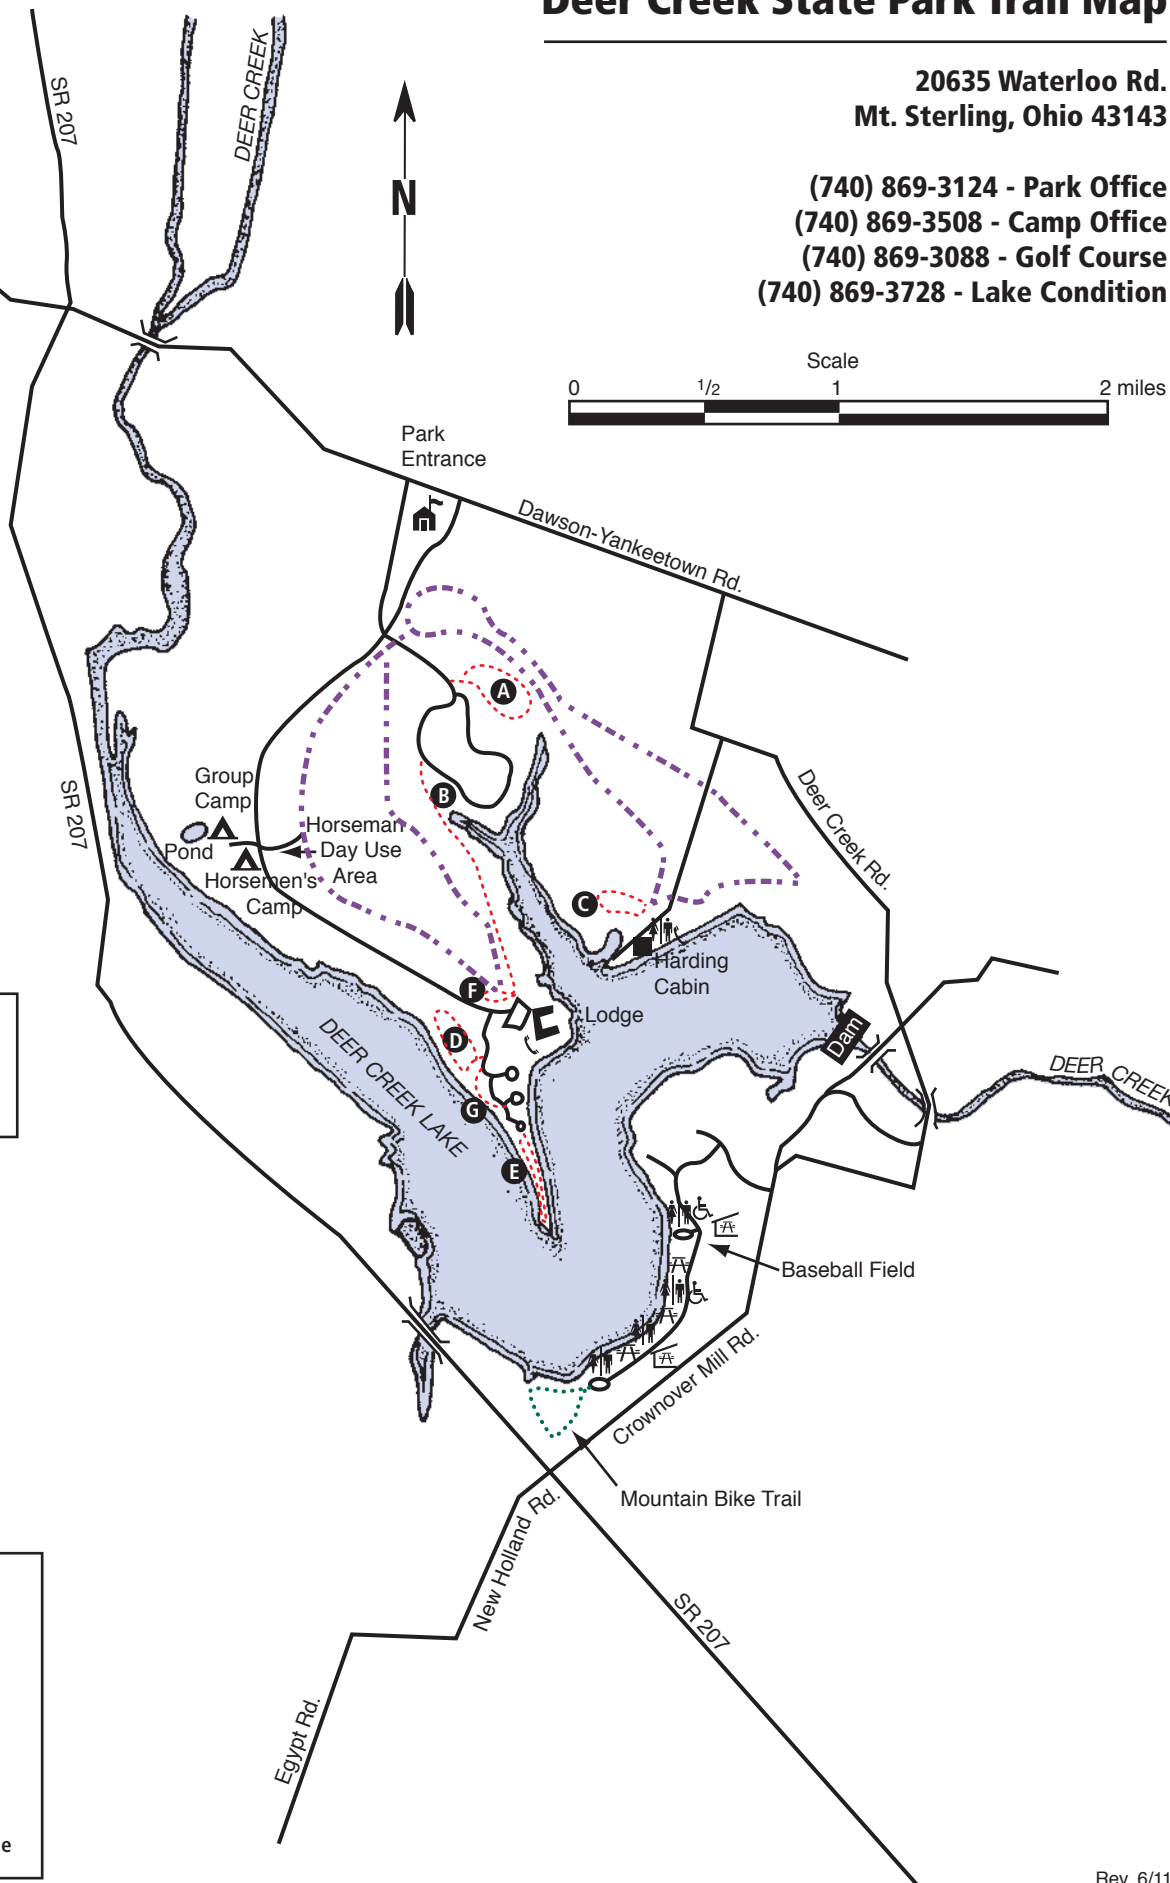 Deer Creek State Park Trail Map
20635 Waterloo Rd.
Mt. Sterling, Ohio 43143
(740) 869-3124 - Park Office
(740) 869-3508 - Camp Office
(740) 869-3088 - Golf Course
(740) 869-3728 - Lake Condition
SR 207
DEER CREEK
N
Scale
0 1/2 1 2 miles
Park
Entrance
Dawson-Yankeetown Rd.
A
SR 207
Group
Camp
B
Deer Creek Rd.
Horseman
Day Use
Area
Pond
Horsemen's
Camp
C
Harding
Cabin
F
Lodge
D
Dam
DEER CREEK LAKE
DEER CREEK
G
E
Baseball Field
Crownover Mill Rd.
Mountain Bike Trail
New Holland Rd.
SR 207
Egypt Rd.
e
Rev. 6/11